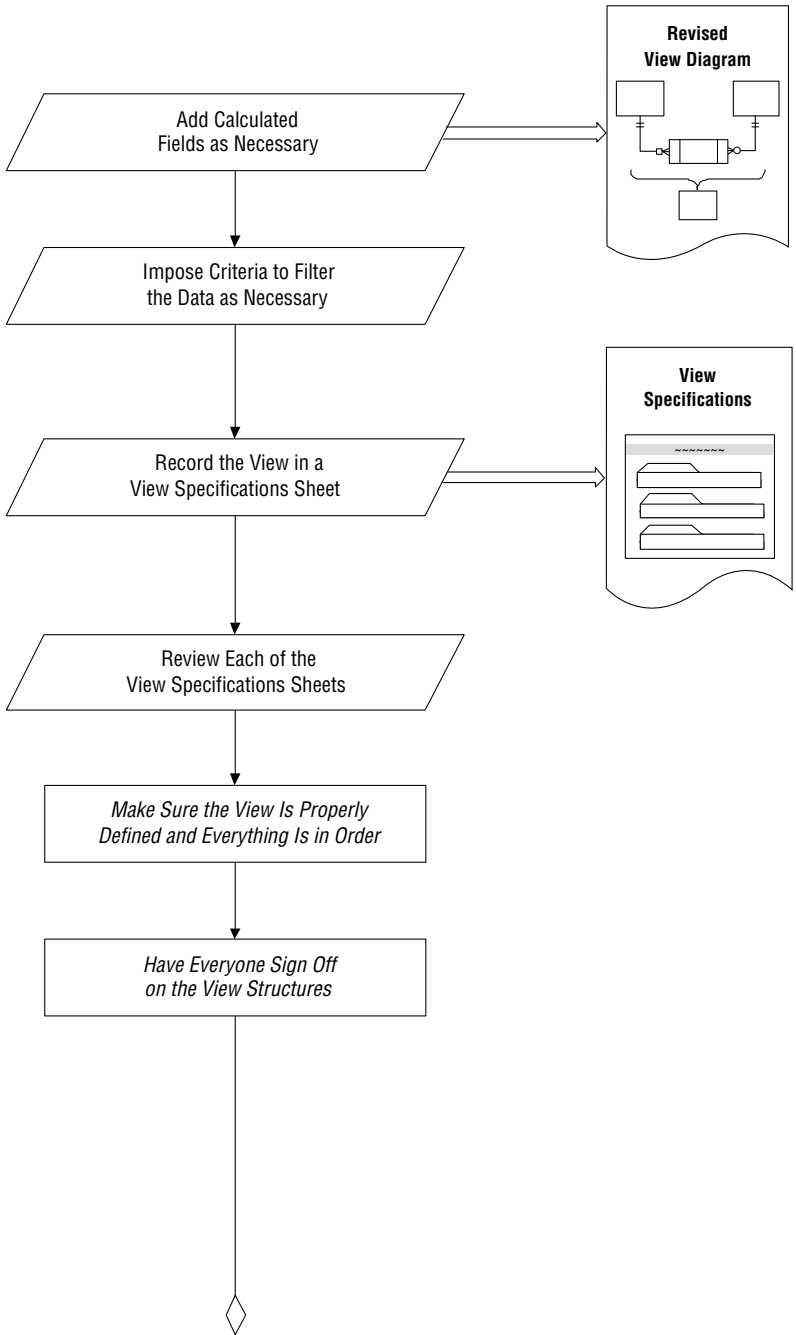 Revised
View Diagram
Add Calculated
Fields as Necessary
Impose Criteria to Filter
the Data as Necessary
View
Specifications
~~~~~~~
Record the View in a
View Specifications Sheet
Review Each of the
View Specifications Sheets
Make Sure the View Is Properly
Defined and Everything Is in Order
Have Everyone Sign Off
on the View Structures